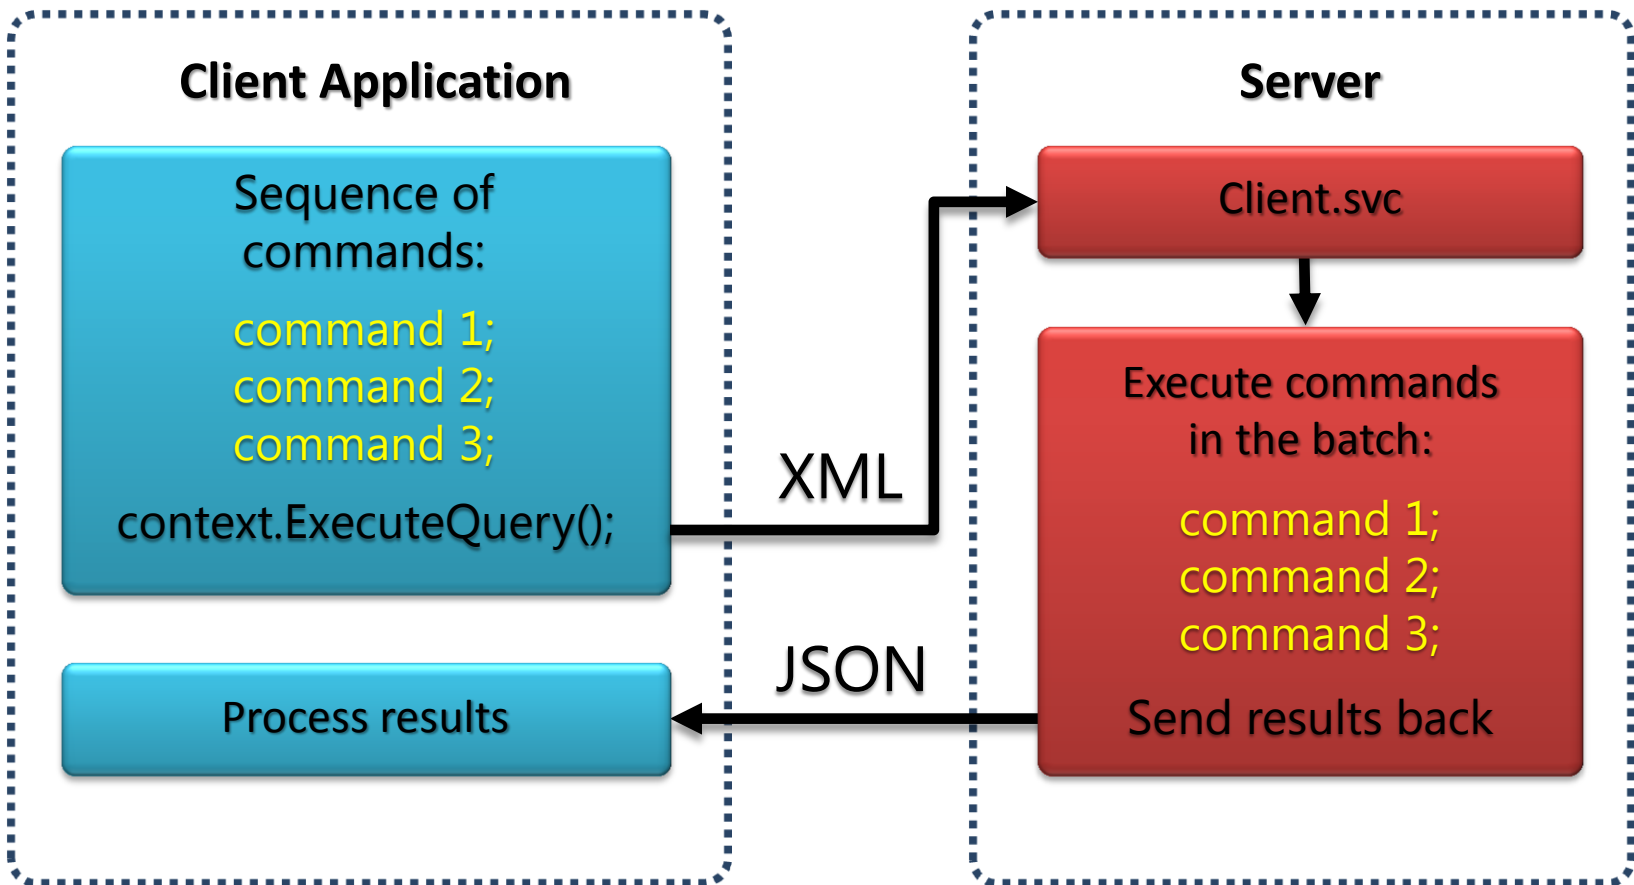 Client Application
Sequence of
commands:
command 1;
command 2;
command 3;
context.ExecuteQuery();
Process results
XML
JSON
Server
Client.svc
Execute commands
in the batch:
command 1;
command 2;
command 3;
Send results back